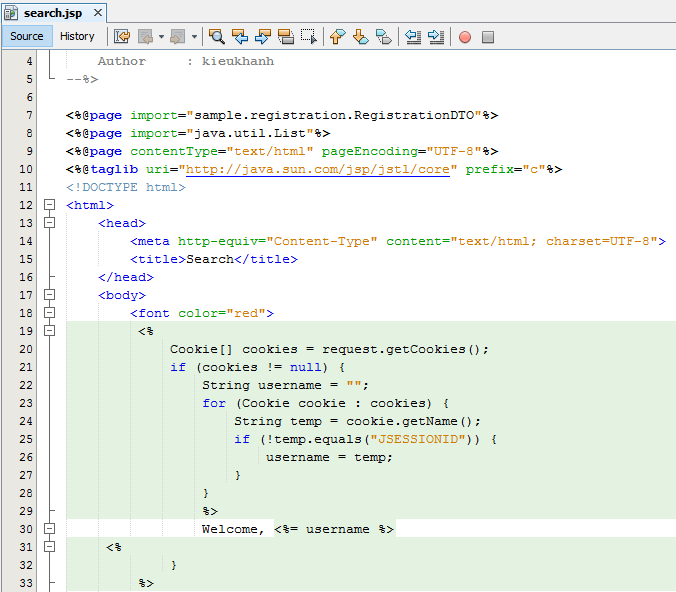 search.jsp
Source History
4 Author : kieukhanh
5 --%>
6
7 <%@page import="sample.registration.RegistrationDTO"%>
8 <%@page import="java.util.List"%>
9 <%@page contentType="text/html" pageEncoding="UTF-8"%>
10 <%@taglib uri="http://java.sun.com/jsp/jstl/core" prefix="c"%>
11 <!DOCTYPE html>
12 <html>
13 <head>
14 <meta http-equiv="Content-Type" content="text/html; charset=UTF-8">
15 <title>Search</title>
16 </head>
17 <body>
18 <font color="red">
19 <%
20 Cookie[] cookies = request.getCookies();
21 if (cookies != null) {
22 String username = "";
23 for (Cookie cookie : cookies) {
24 String temp = cookie.getName();
25 if (!temp.equals("JSESSIONID")) {
26 username = temp;
27 }
28 }
29 %>
30 Welcome, <%= username %>
31 <%
32 }
33 %>